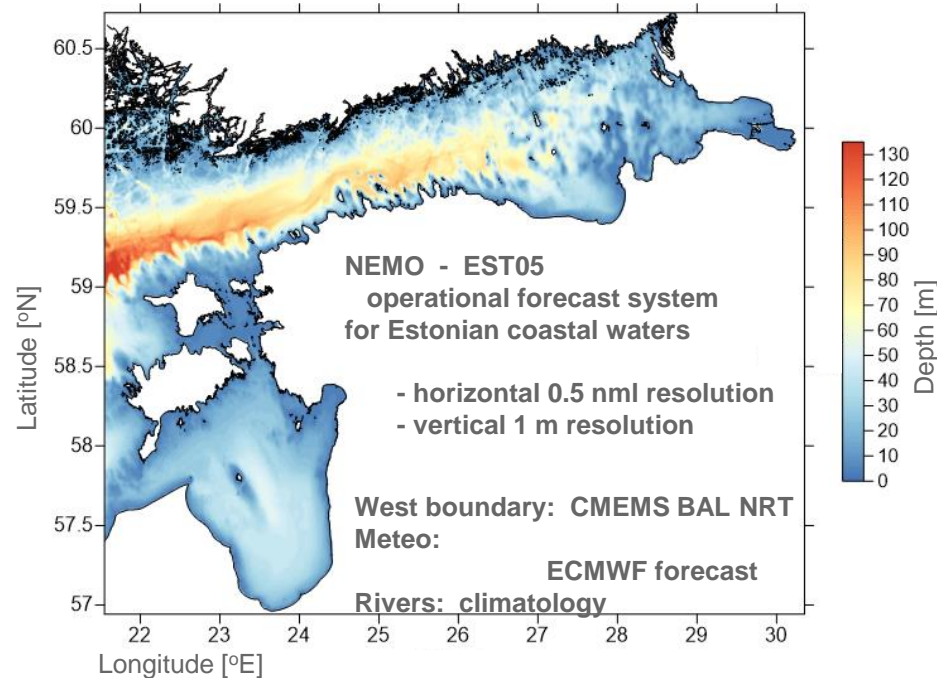 60.5
60
59.5
59
58.5
58
57.5
57
Latitude [oN]
22 23 24 25 26 27 28 29 30
Longitude [oE]
NEMO - EST05
operational forecast system
for Estonian coastal waters
- horizontal 0.5 nml resolution
- vertical 1 m resolution
West boundary: CMEMS BAL NRT
Meteo:
ECMWF forecast
Rivers: climatology
130
120
110
100
90
80
70
60
50
40
30
20
10
0
Depth [m]